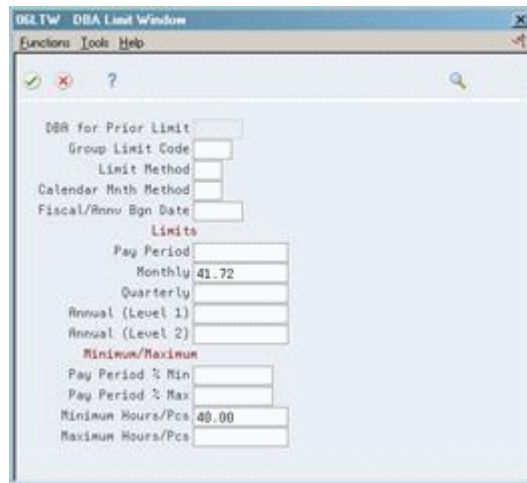 06LTW DBA Limit Window
Functions Tools Help
?
DBA for Prior Limit
Group Limit Code
Limit Method
Calendar Mnth Method
Fiscal/Annv Bgn Date
Limits
Pay Period
Monthly 41.72
Quarterly
Annual (Level 1)
Annual (Level 2)
Minimum/Maximum
Pay Period % Min
Pay Period % Max
Minimum Hours/Pcs 40.00
Maximum Hours/Pcs